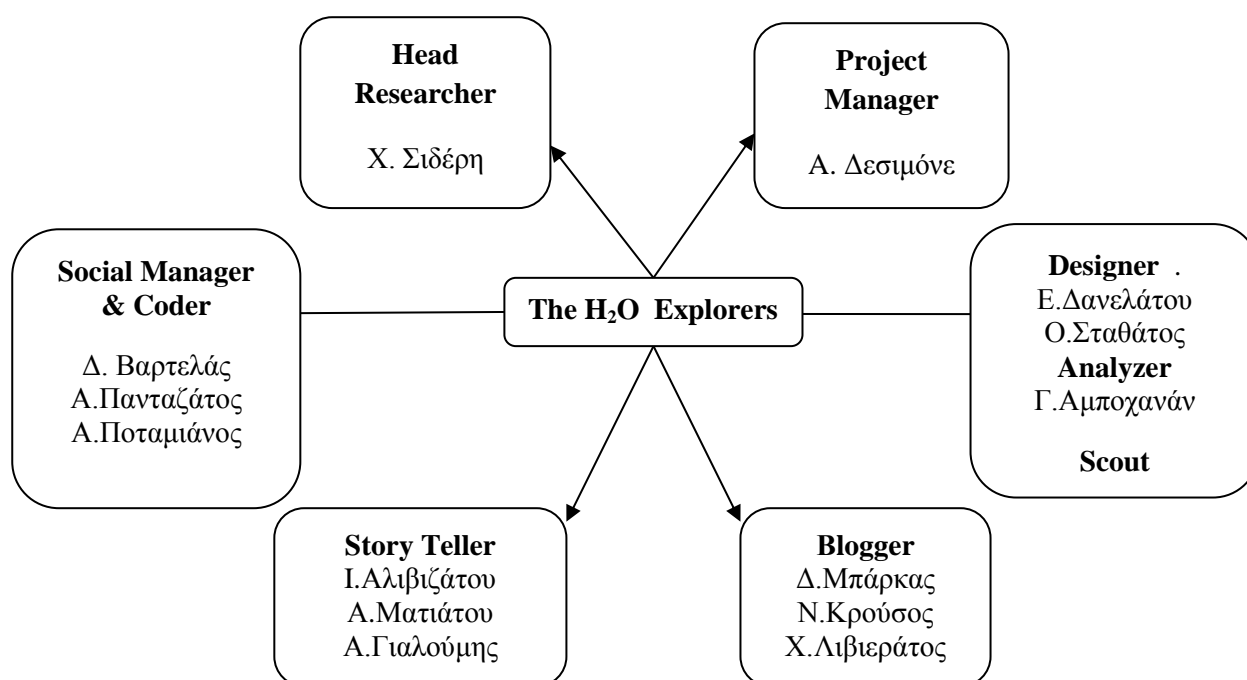 Head
Researcher
Χ. Σιδέρη
Project
Manager
Α. Δεσιμόνε
Social Manager
& Coder
Δ. Βαρτελάς
Α.Πανταζάτος
Α.Ποταμιάνος
The H₂O Explorers
Designer .
Ε.Δανελάτου
Ο.Σταθάτος
Analyzer
Γ.Αμποχανάν
Scout
Story Teller
Ι.Αλιβιζάτου
Α.Ματιάτου
Α.Γιαλούμης
Blogger
Δ.Μπάρκας
Ν.Κρούσος
Χ.Λιβιεράτος